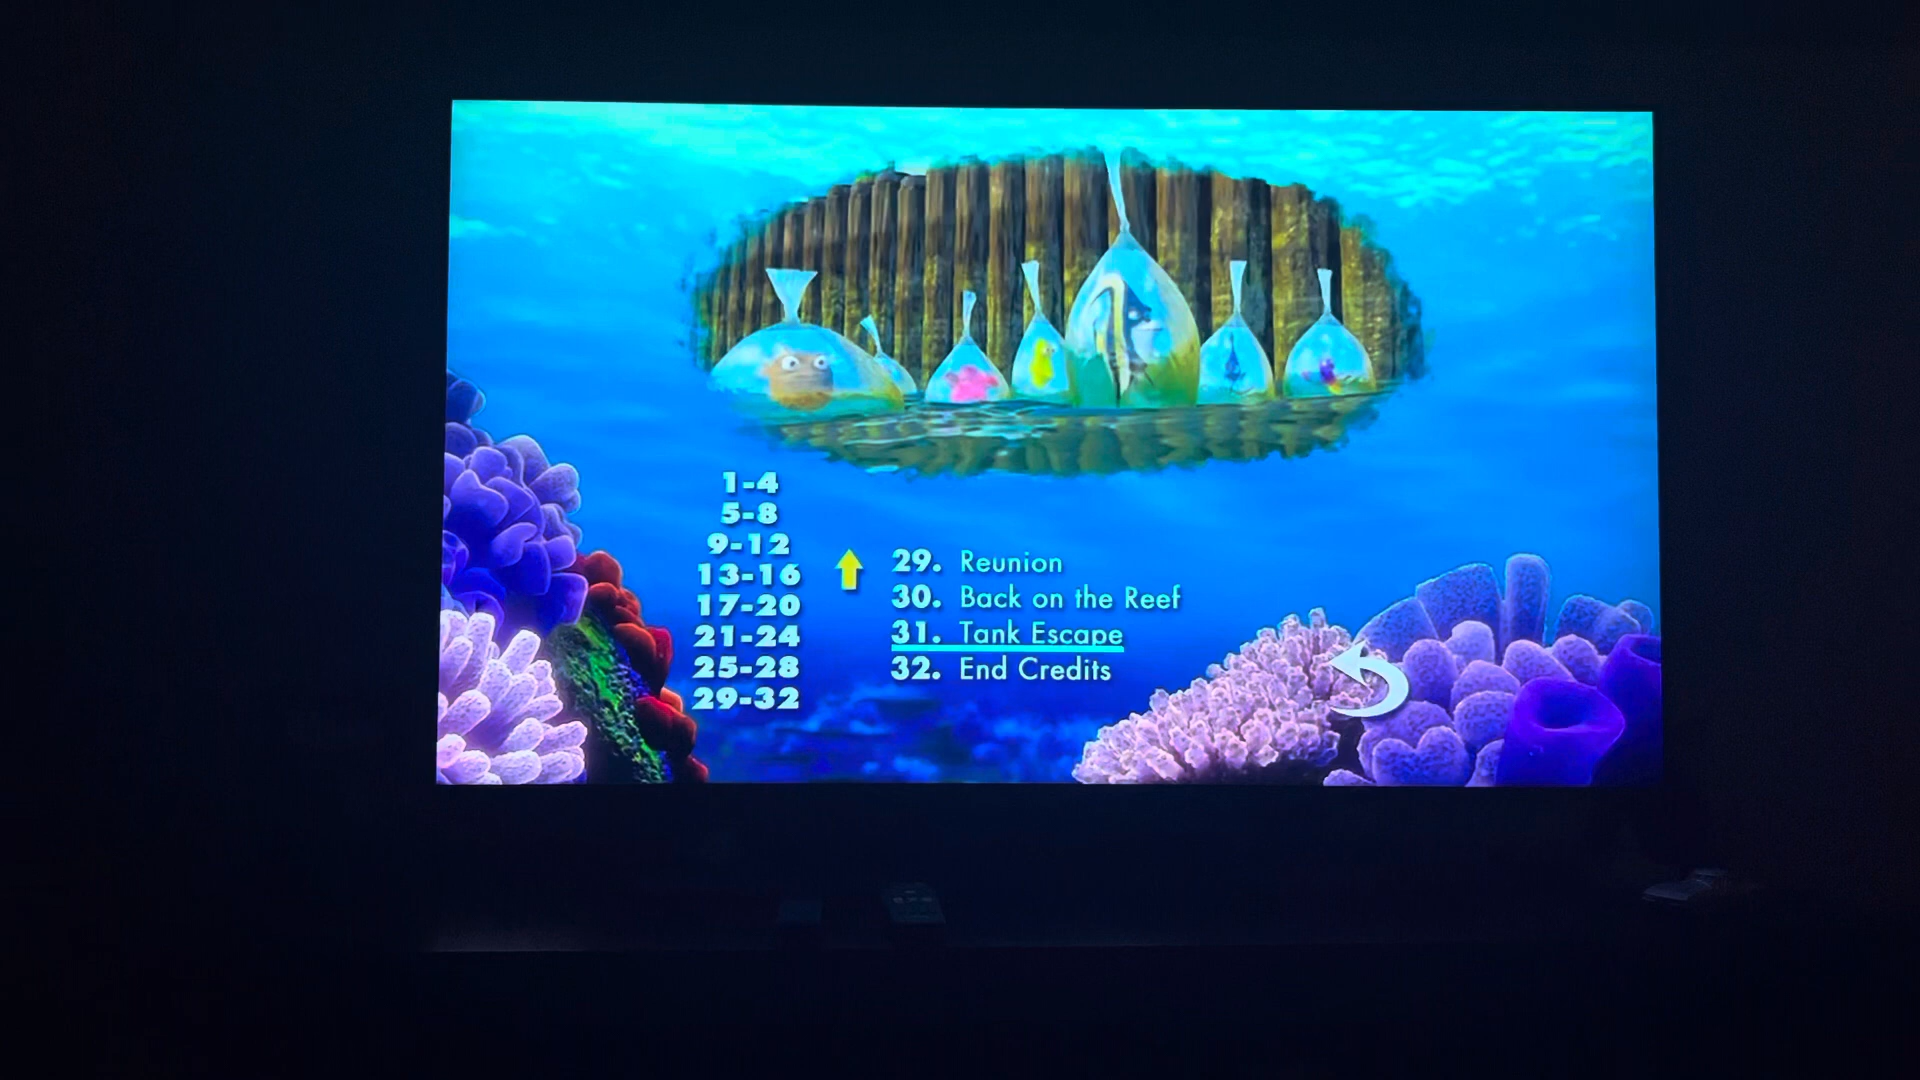 1-4
5-8
9-12
13-16
17-20
21-24
25-28
29-32
29. Reunion
30. Back on the Reef
31. Tank Escape
32. End Credits